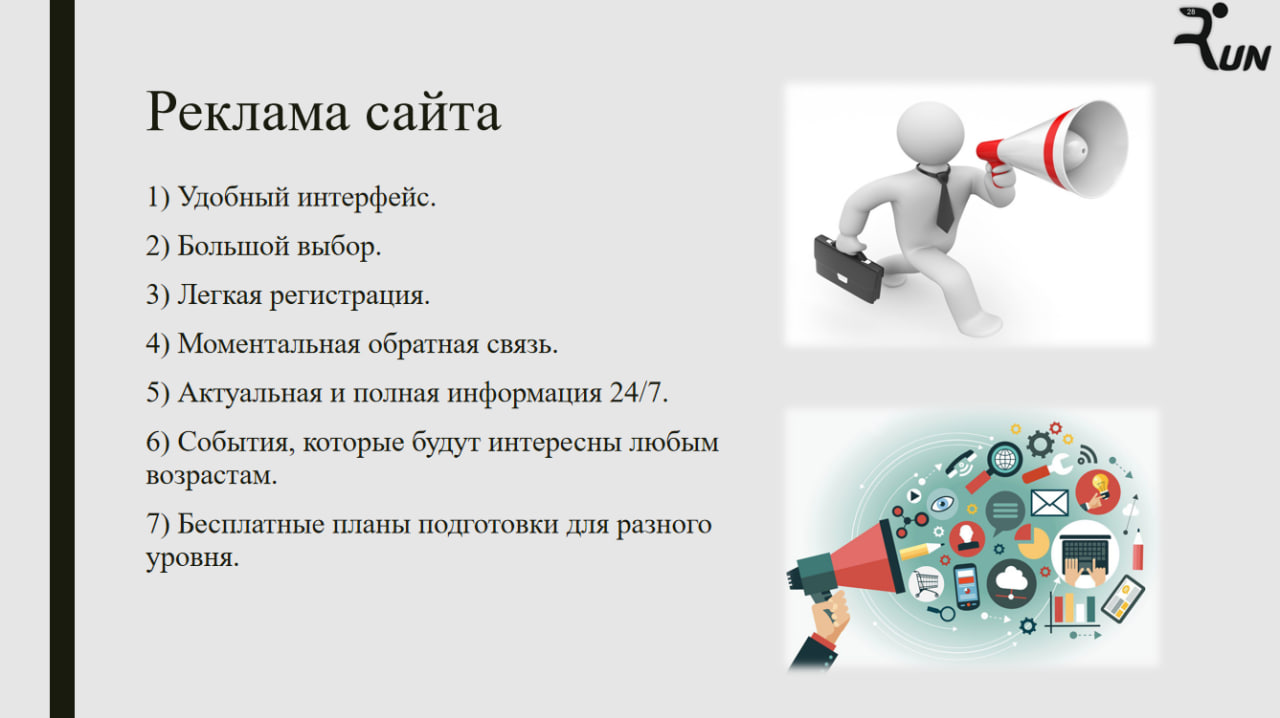 28
RUN
Реклама сайта
1) Удобный интерфейс.
2) Большой выбор.
3) Легкая регистрация.
4) Моментальная обратная связь.
5) Актуальная и полная информация 24/7.
6) События, которые будут интересны любым
возрастам.
7) Бесплатные планы подготовки для разного
уровня.